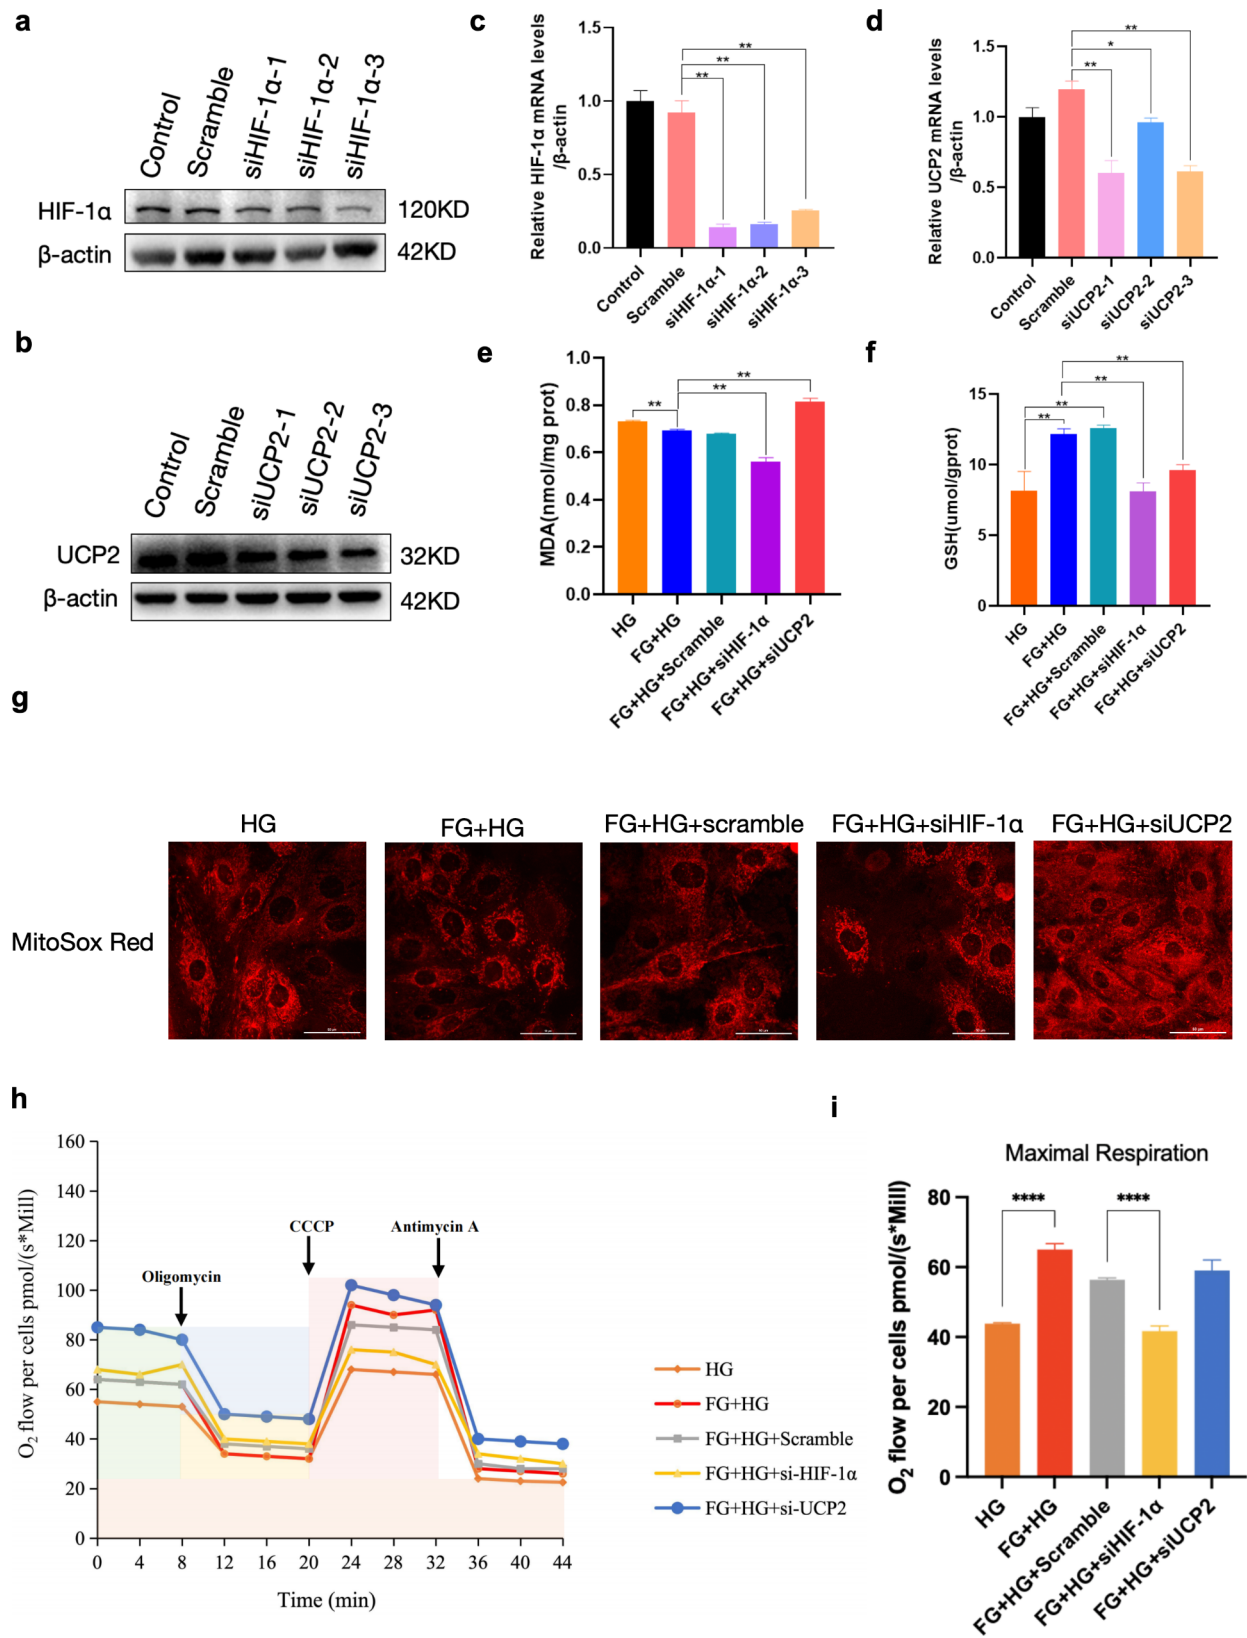 a
Control
Scramble
siHIF-1α-1
siHIF-1α-2
siHIF-1α-3
HIF-1α
120KD
β-actin
42KD
b
Control
Scramble
siUCP2-1
siUCP2-2
siUCP2-3
UCP2
32KD
β-actin
42KD
c
Relative HIF-1α mRNA levels
/β-actin
1.5
1.0
0.5
0.0
**
**
**
Control
Scramble
siHIF-1α-1
siHIF-1α-2
siHIF-1α-3
d
Relative UCP2 mRNA levels
/β-actin
1.5
1.0
0.5
0.0
**
*
**
Control
Scramble
siUCP2-1
siUCP2-2
siUCP2-3
e
MDA(nmol/mg prot)
1.0
0.8
0.6
0.4
0.2
0.0
**
**
**
HG
FG+HG
FG+HG+Scramble
FG+HG+siHIF-1α
FG+HG+siUCP2
f
GSH(umol/gprot)
15
10
5
0
**
**
**
**
HG
FG+HG
FG+HG+Scramble
FG+HG+siHIF-1α
FG+HG+siUCP2
g
HG
FG+HG
FG+HG+scramble
FG+HG+siHIF-1α
FG+HG+siUCP2
MitoSox Red
h
O2 flow per cells pmol/(s*Mill)
160
140
120
100
80
60
40
20
0
Oligomycin
CCCP
Antimycin A
0 4 8 12 16 20 24 28 32 36 40 44
Time (min)
HG
FG+HG
FG+HG+Scramble
FG+HG+si-HIF-1α
FG+HG+si-UCP2
i
Maximal Respiration
O2 flow per cells pmol/(s*Mill)
80
60
40
20
0
****
****
HG
FG+HG
FG+HG+Scramble
FG+HG+siHIF-1α
FG+HG+siUCP2